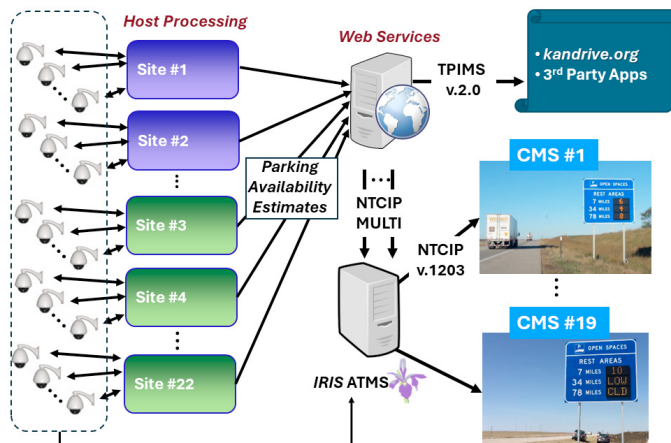 Host Processing
Web Services
Site #1
Site #2
Site #3
Site #4
Site #22
Parking
Availability
Estimates
TPIMS
v.2.0
• kandrive.org
• 3rd Party Apps
NTCIP
MULTI
NTCIP
v.1203
IRIS ATMS
CMS #1
OPEN SPACES
REST AREAS
7 MILES 6
34 MILES 4
78 MILES 8
CMS #19
OPEN SPACES
REST AREAS
7 MILES 10
34 MILES LOW
78 MILES CLD